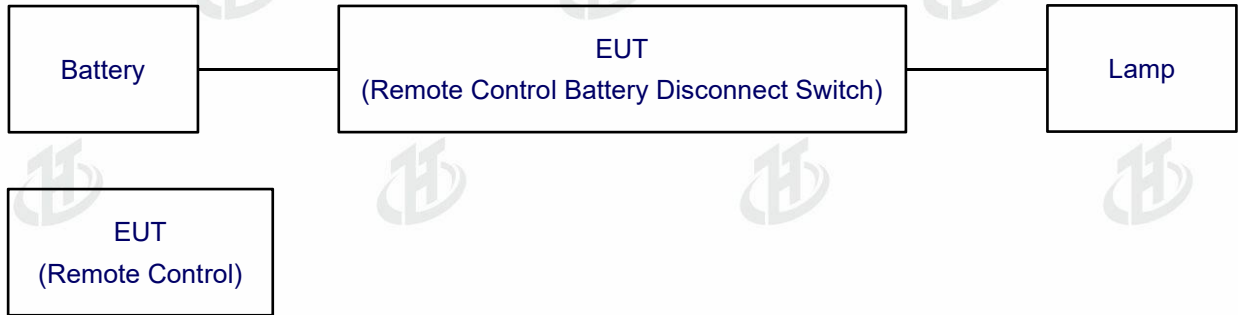 Battery
EUT
(Remote Control Battery Disconnect Switch)
Lamp
EUT
(Remote Control)